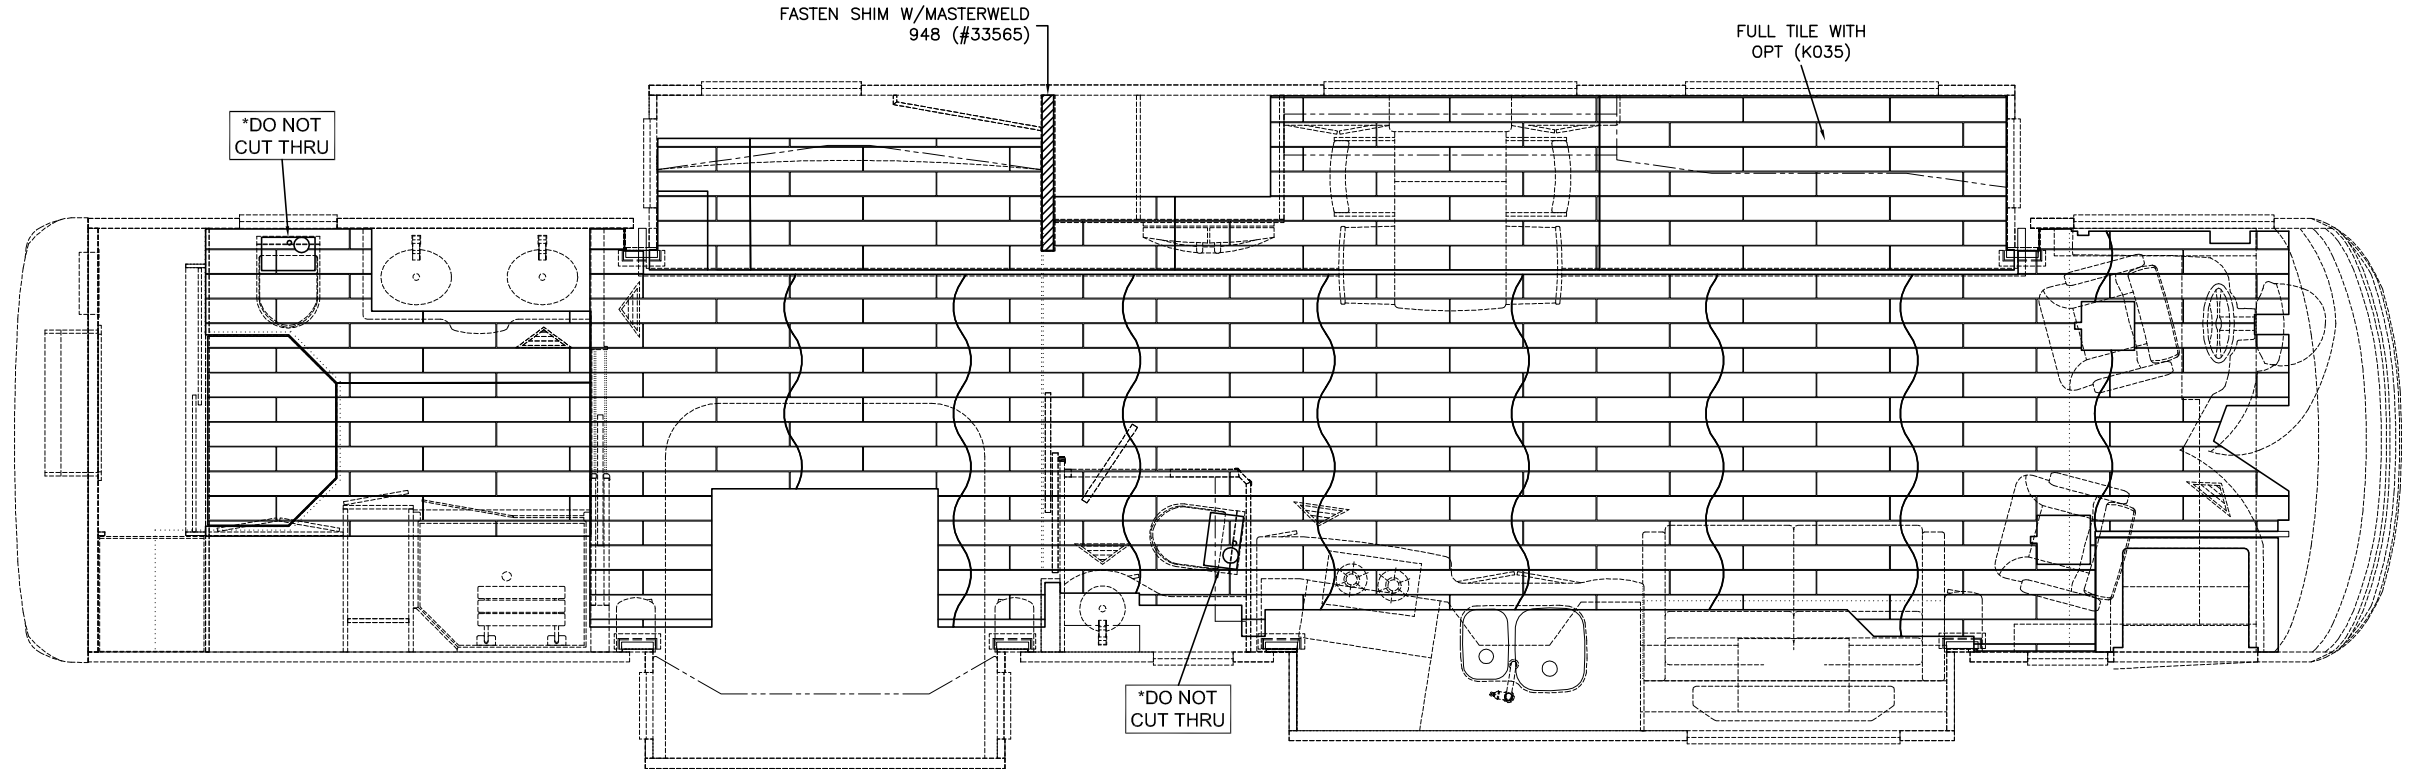 FASTEN SHIM W/MASTERWELD
948 (#33565)
FULL TILE WITH
OPT (K035)
*DO NOT
CUT THRU
*DO NOT
CUT THRU